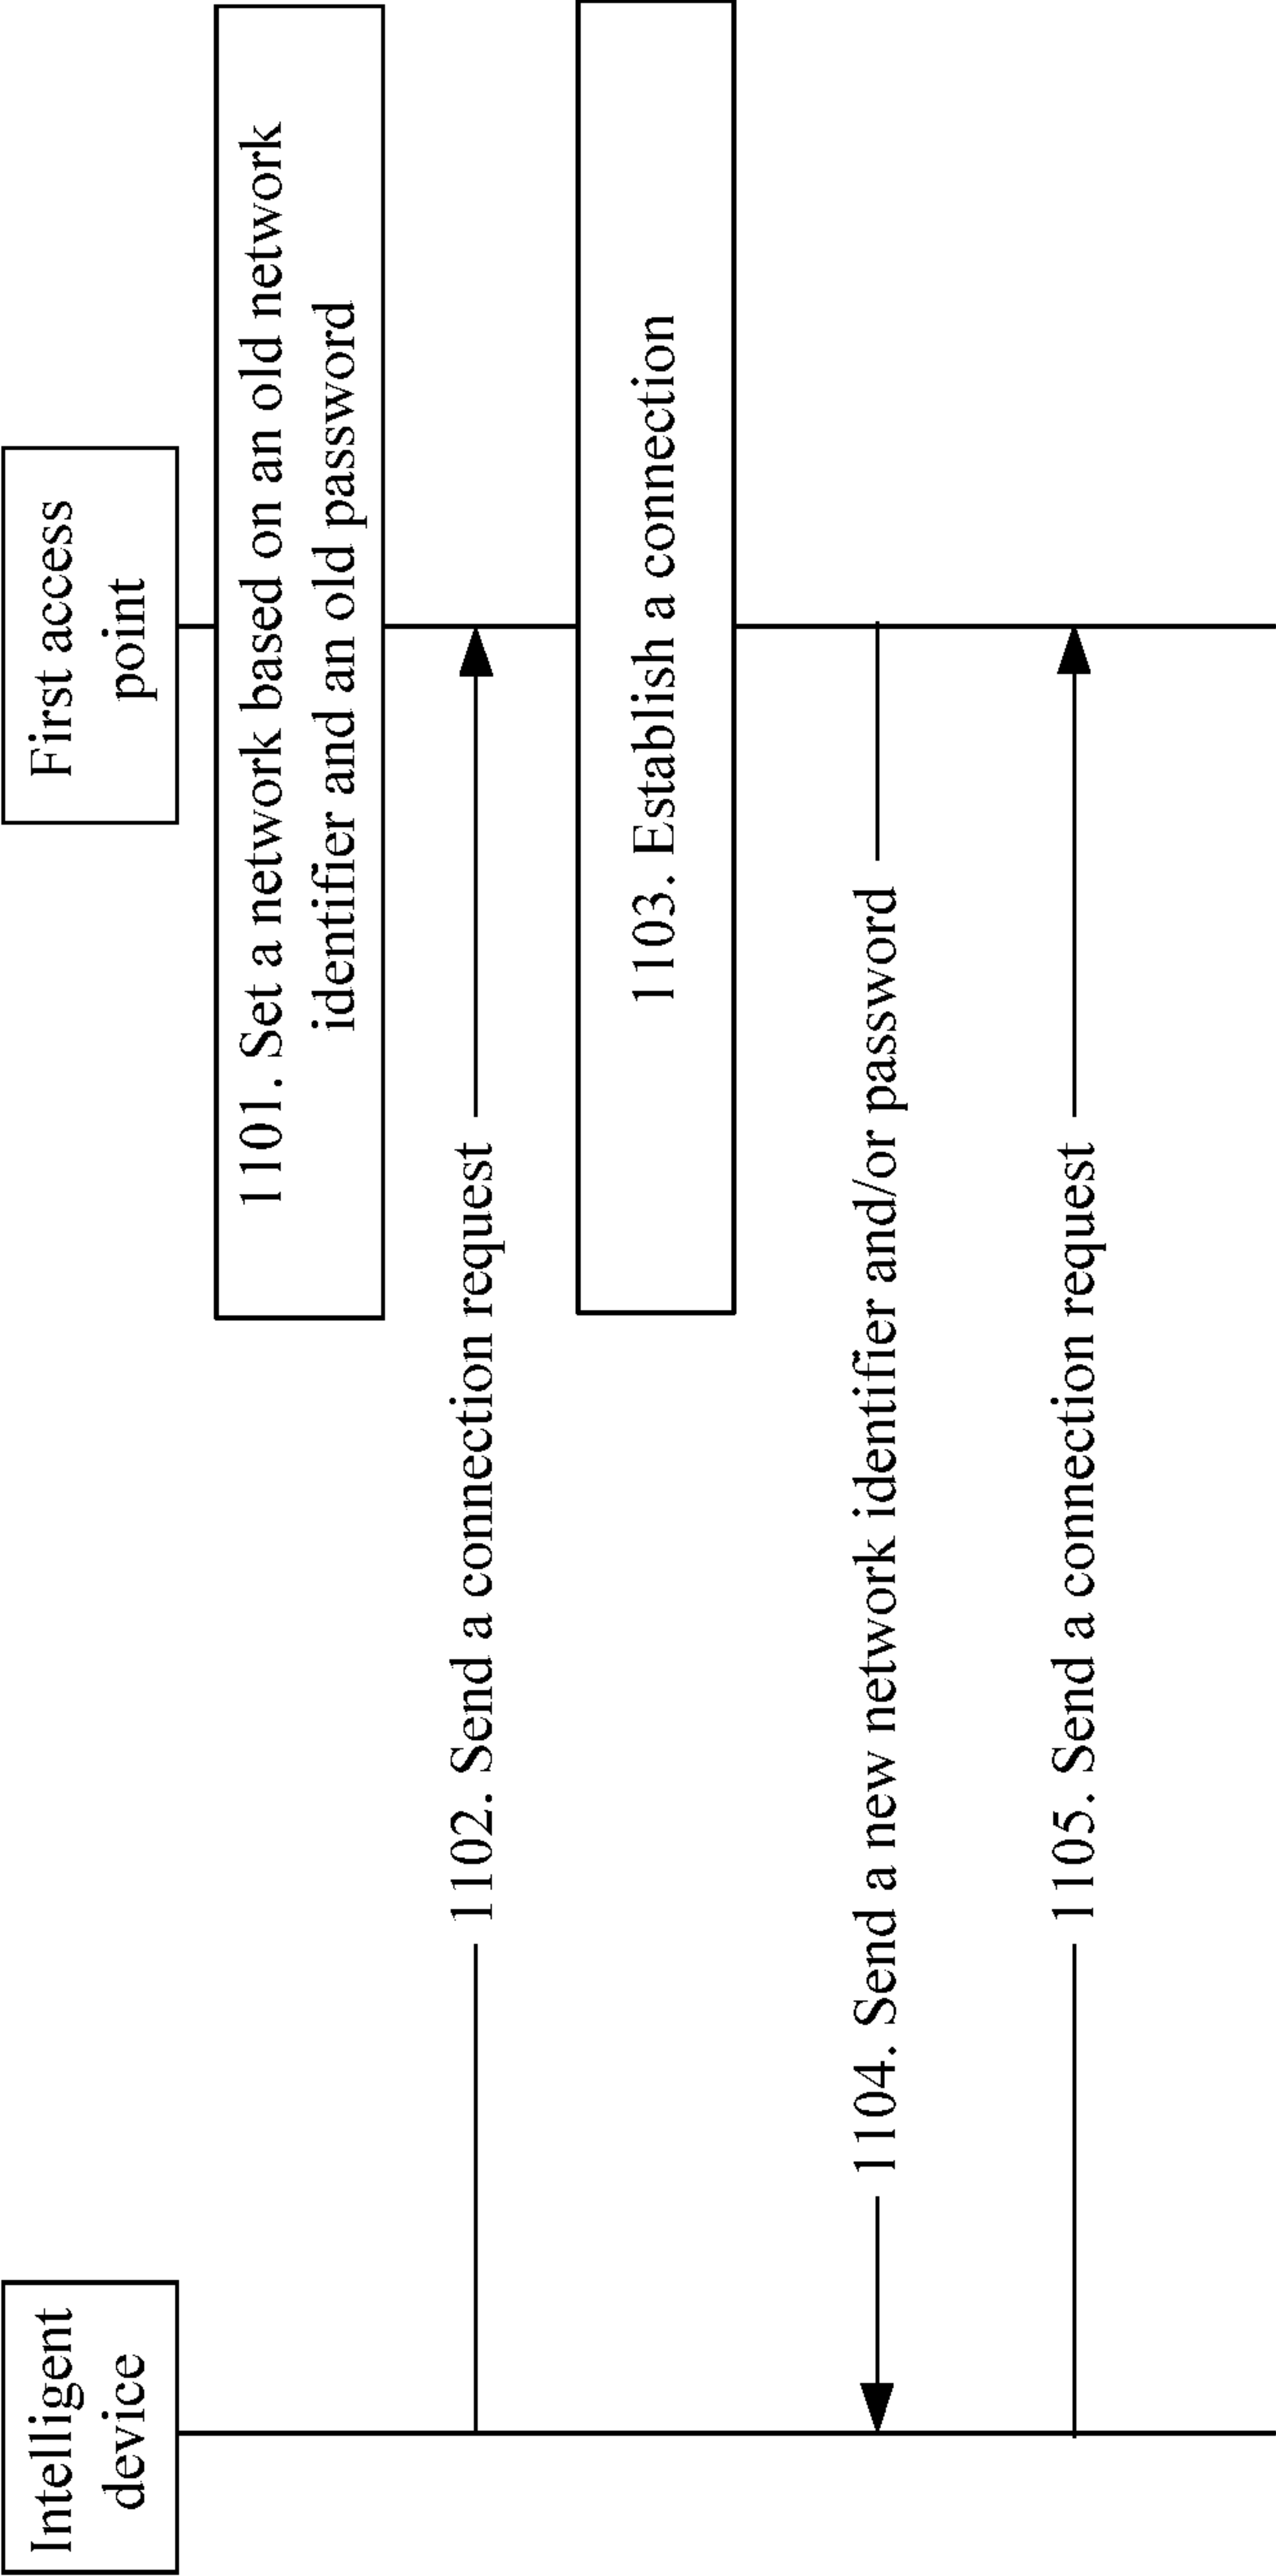 Intelligent
device
First access
point
1101. Set a network based on an old network
identifier and an old password
1102. Send a connection request
1103. Establish a connection
1104. Send a new network identifier and/or password
1105. Send a connection request